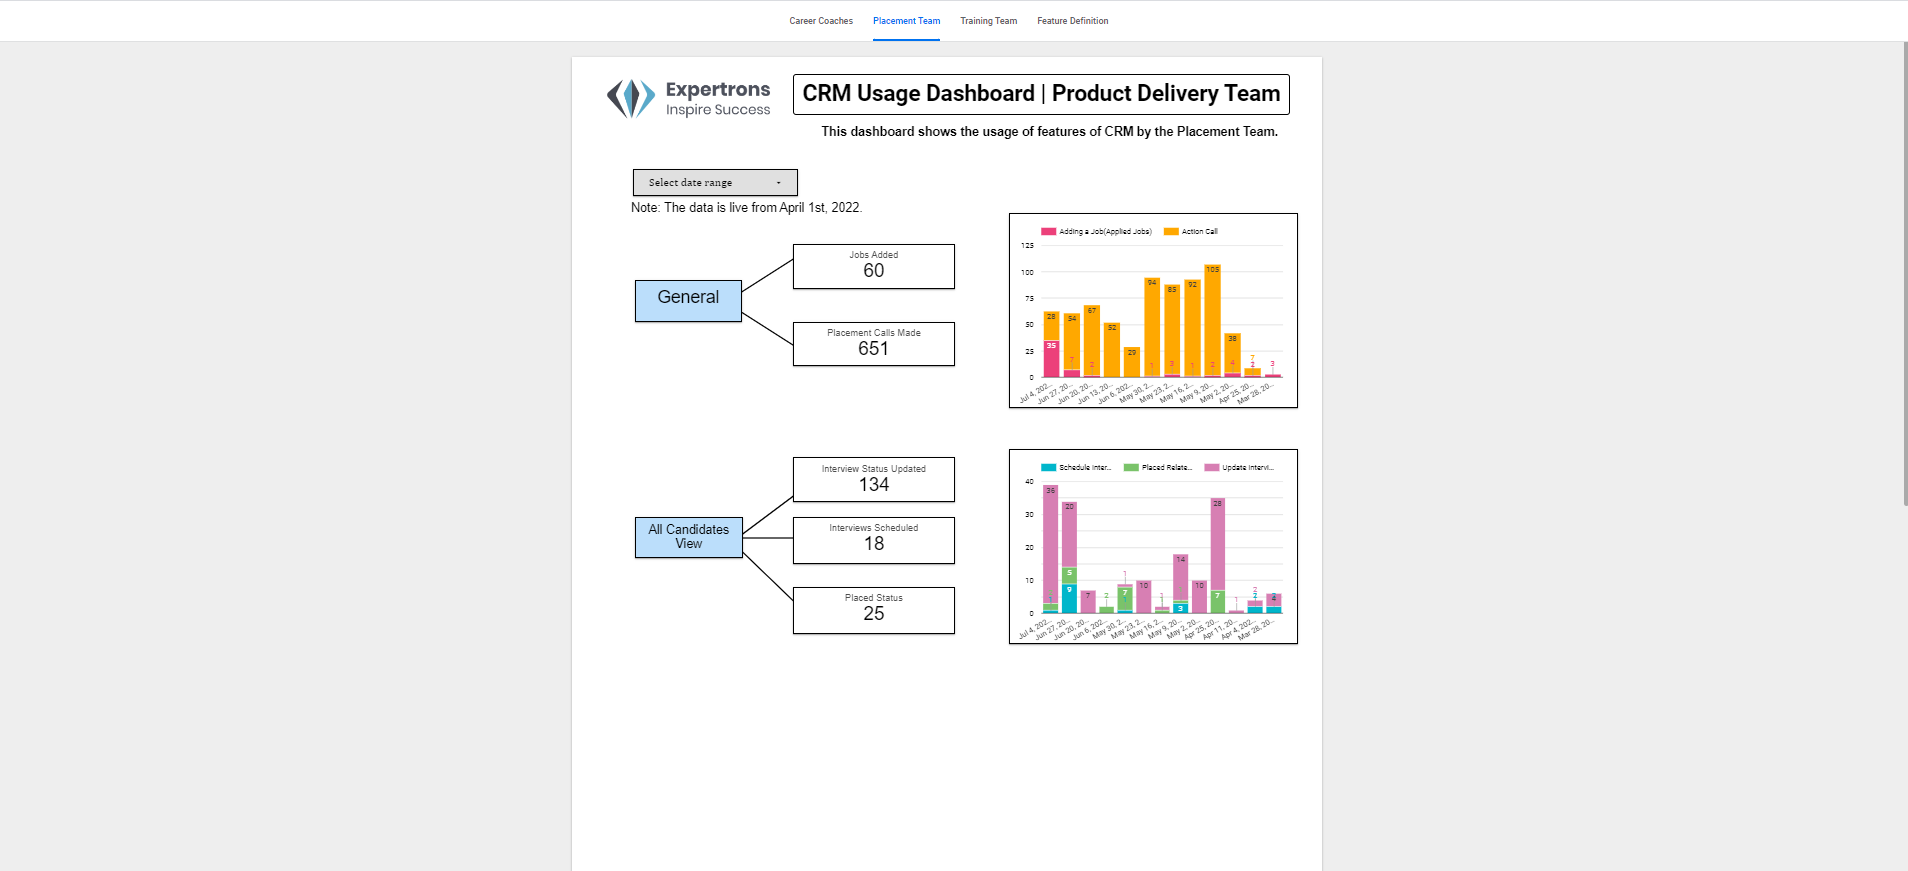 Career Coaches
Placement Team
Training Team
Feature Definition
Expertrons
Inspire Success
CRM Usage Dashboard | Product Delivery Team
This dashboard shows the usage of features of CRM by the Placement Team.
Select date range
Note: The data is live from April 1st, 2022.
General
Jobs Added
60
Placement Calls Made
651
Adding a Job(Applied Jobs)
Action Call
125
100
75
50
25
0
28
54
67
52
29
94
85
92
105
38
7
35
7
2
1
3
1
2
4
2
3
Jul 4, 202...
Jun 27, 20...
Jun 20, 20...
Jun 13, 20...
Jun 6, 202...
May 30, 2...
May 23, 2...
May 16, 2...
May 9, 20...
May 2, 20...
Apr 25, 20...
Mar 28, 20...
All Candidates
View
Interview Status Updated
134
Interviews Scheduled
18
Placed Status
25
Schedule Inter...
Placed Relate...
Update Intervi...
40
30
20
10
0
36
20
5
9
7
2
1
7
10
14
3
10
28
7
1
2
2
4
Jul 4, 202...
Jun 27, 20...
Jun 20, 20...
Jun 6, 202...
May 30, 2...
May 23, 2...
May 16, 2...
May 9, 20...
May 2, 20...
Apr 25, 20...
Apr 11, 20...
Apr 4, 202...
Mar 28, 20...